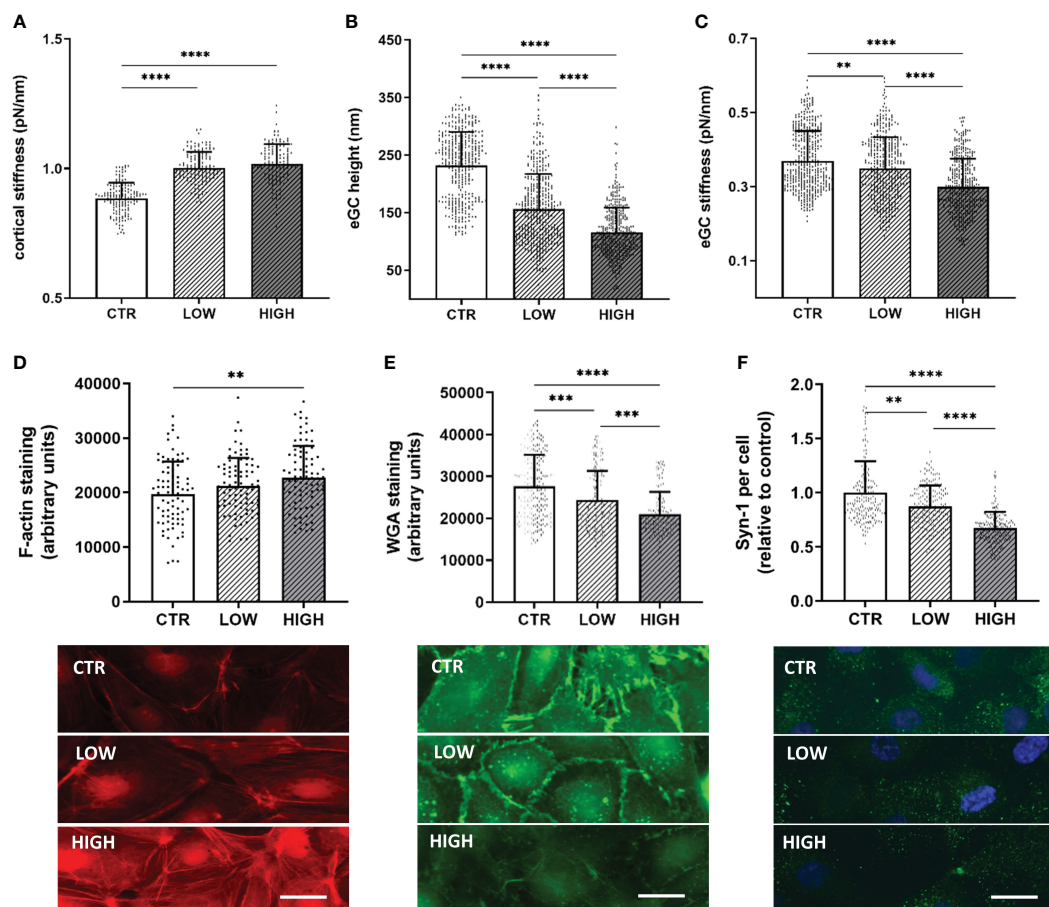 A
cortical stiffness (pN/nm)
1.5
1.0
0.5
****
****
CTR
LOW
HIGH
B
eGC height (nm)
450
350
250
150
50
****
****
****
CTR
LOW
HIGH
C
eGC stiffness (pN/nm)
0.7
0.5
0.3
0.1
****
**
****
CTR
LOW
HIGH
D
F-actin staining
(arbitrary units)
40000
30000
20000
10000
0
**
CTR
LOW
HIGH
CTR
LOW
HIGH
E
WGA staining
(arbitrary units)
50000
40000
30000
20000
10000
0
****
***
***
CTR
LOW
HIGH
CTR
LOW
HIGH
F
Syn-1 per cell
(relative to control)
2.0
1.5
1.0
0.5
0.0
****
**
****
CTR
LOW
HIGH
CTR
LOW
HIGH